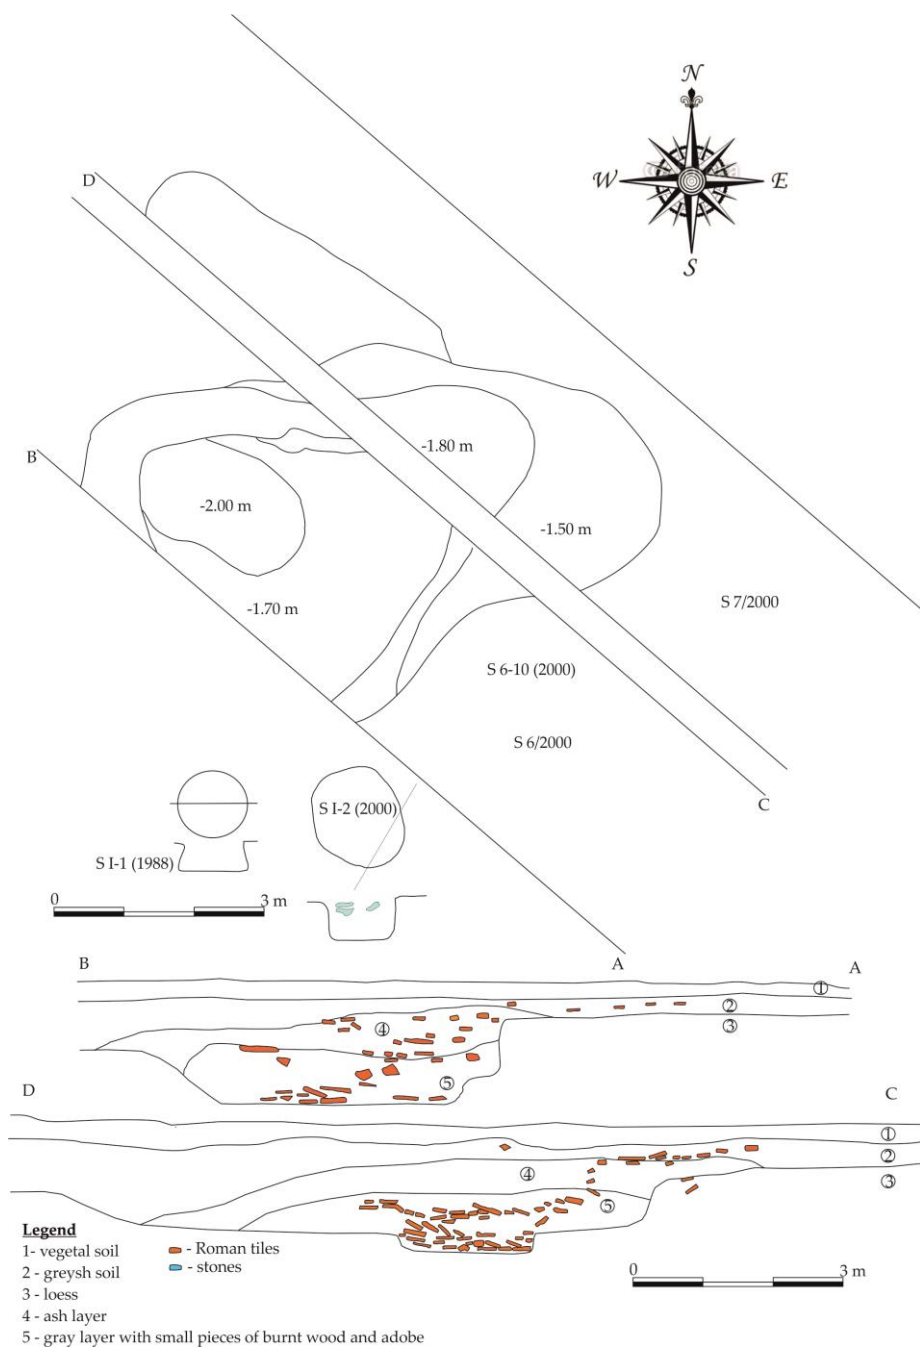 N
W
E
S
D
B
-1.80 m
-2.00 m
-1.50 m
-1.70 m
S 7/2000
S 6-10 (2000)
S 6/2000
C
S I-2 (2000)
S I-1 (1988)
0 3 m
B A A
1
2
3
4
5
D C
1
2
3
4
5
Legend
1- vegetal soil
2 - greysh soil
3 - loess
4 - ash layer
5 - gray layer with small pieces of burnt wood and adobe
- Roman tiles
- stones
0 3 m